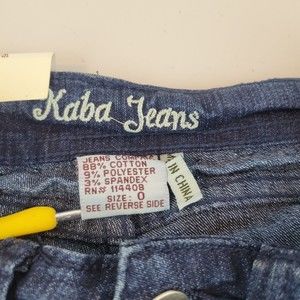 Kaba Jeans
JEANS COMPANY
88% COTTON
9% POLYESTER
3% SPANDEX
RN# 114408
SIZE: 0
SEE REVERSE SIDE
IN CHINA